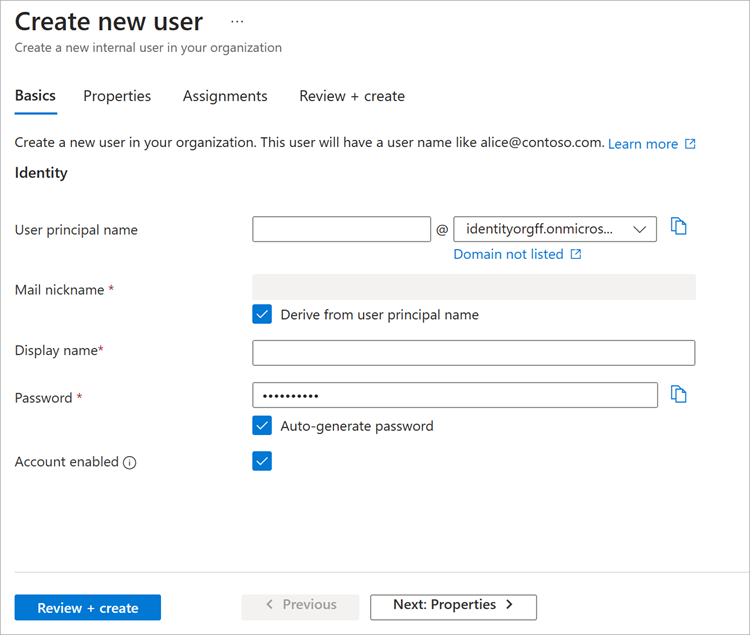 Create new user ...
Create a new internal user in your organization
Basics Properties Assignments Review + create
Create a new user in your organization. This user will have a user name like alice@contoso.com. Learn more
Identity
User principal name @ identityorgff.onmicros...
Domain not listed
Mail nickname *
Derive from user principal name
Display name*
Password * ••••••••••
Auto-generate password
Account enabled
Review + create < Previous Next: Properties >